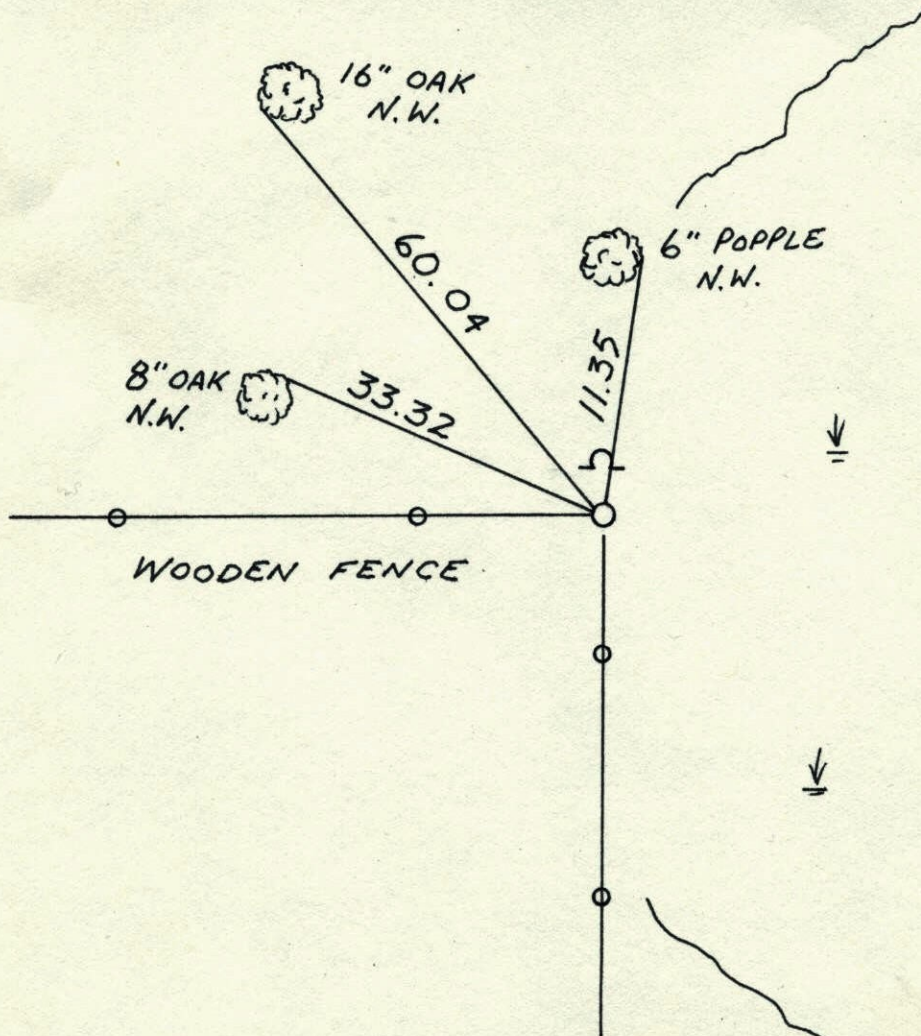 16" OAK
N.W.
60.04
6" POPPLE
N.W.
11.35
8" OAK
N.W.
33.32
WOODEN FENCE